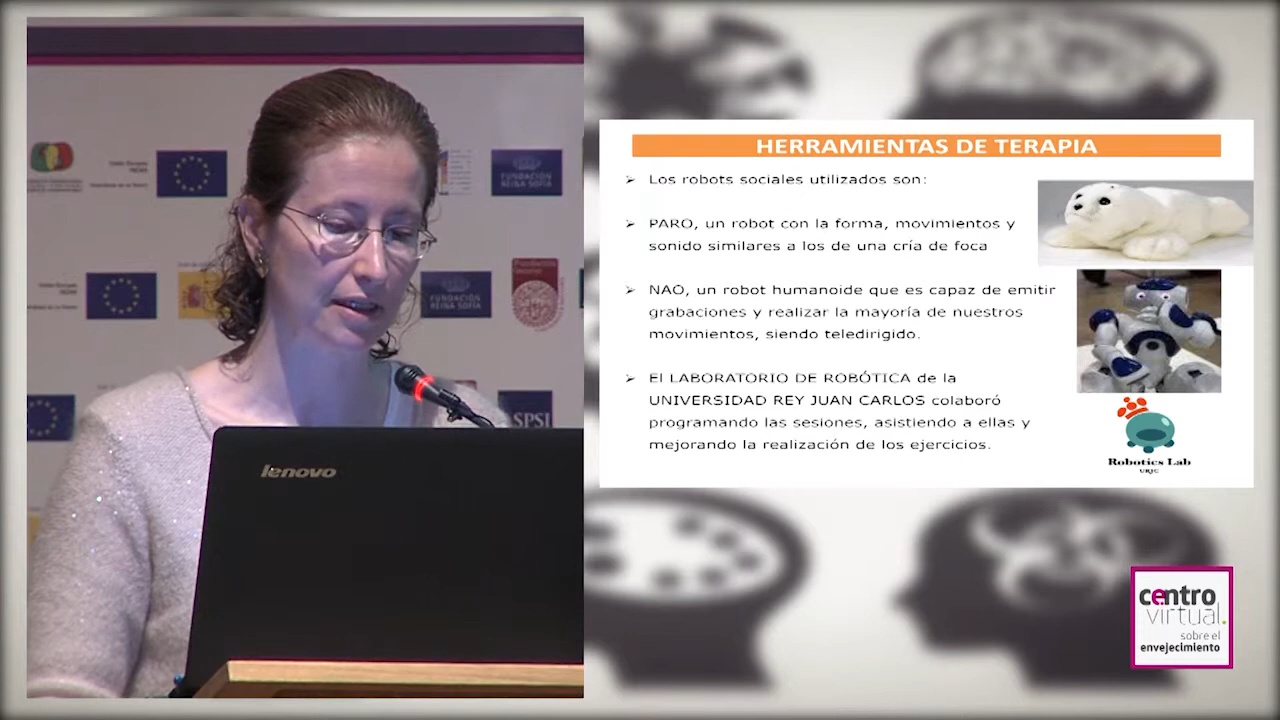 FUNDACIÓN
REINA SOFÍA
FUNDACIÓN
REINA SOFÍA
SPSI
lenovo
HERRAMIENTAS DE TERAPIA
➢ Los robots sociales utilizados son:
➢ PARO, un robot con la forma, movimientos y
sonido similares a los de una cría de foca
➢ NAO, un robot humanoide que es capaz de emitir
grabaciones y realizar la mayoría de nuestros
movimientos, siendo teledirigido.
➢ El LABORATORIO DE ROBÓTICA de la
UNIVERSIDAD REY JUAN CARLOS colaboró
programando las sesiones, asistiendo a ellas y
mejorando la realización de los ejercicios.
Robotics Lab
URJC
centro
virtual.
sobre el
envejecimiento